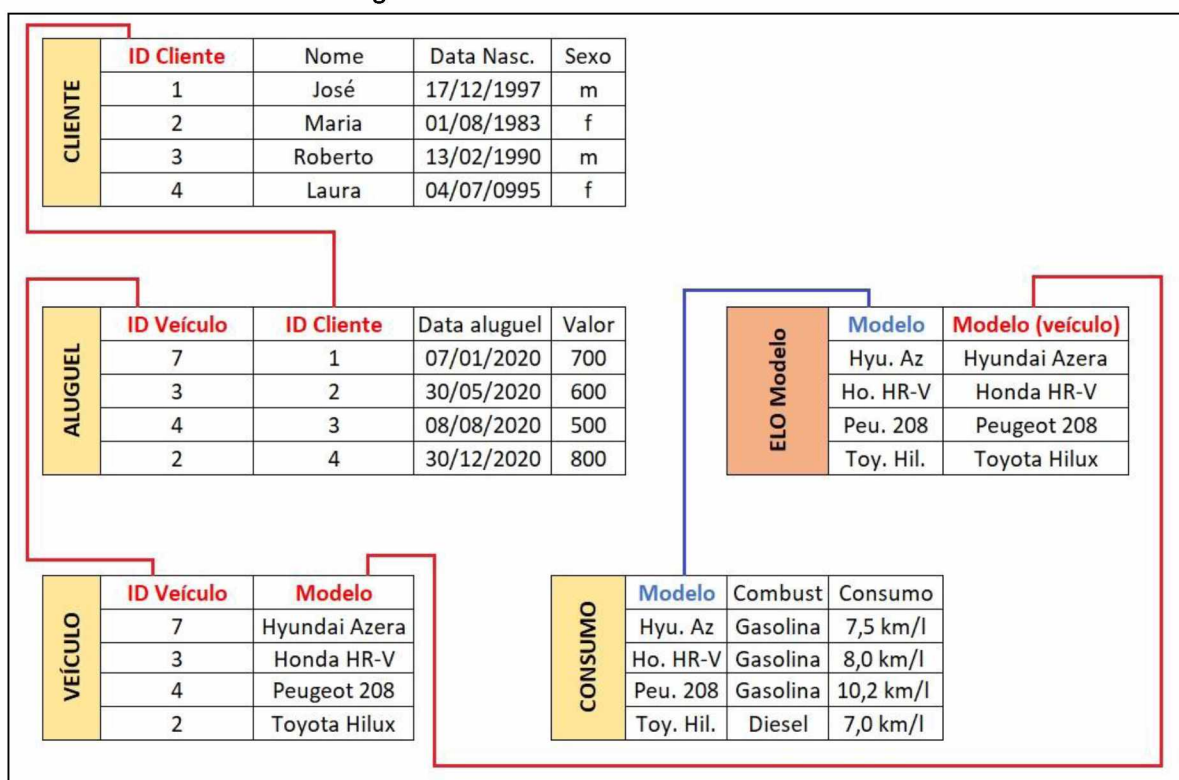 CLIENTE
ID Cliente Nome Data Nasc. Sexo
1 José 17/12/1997 m
2 Maria 01/08/1983 f
3 Roberto 13/02/1990 m
4 Laura 04/07/0995 f
ALUGUEL
ID Veículo ID Cliente Data aluguel Valor
7 1 07/01/2020 700
3 2 30/05/2020 600
4 3 08/08/2020 500
2 4 30/12/2020 800
ELO Modelo
Modelo Modelo (veículo)
Hyu. Az Hyundai Azera
Ho. HR-V Honda HR-V
Peu. 208 Peugeot 208
Toy. Hil. Toyota Hilux
VEÍCULO
ID Veículo Modelo
7 Hyundai Azera
3 Honda HR-V
4 Peugeot 208
2 Toyota Hilux
CONSUMO
Modelo Combust Consumo
Hyu. Az Gasolina 7,5 km/l
Ho. HR-V Gasolina 8,0 km/l
Peu. 208 Gasolina 10,2 km/l
Toy. Hil. Diesel 7,0 km/l